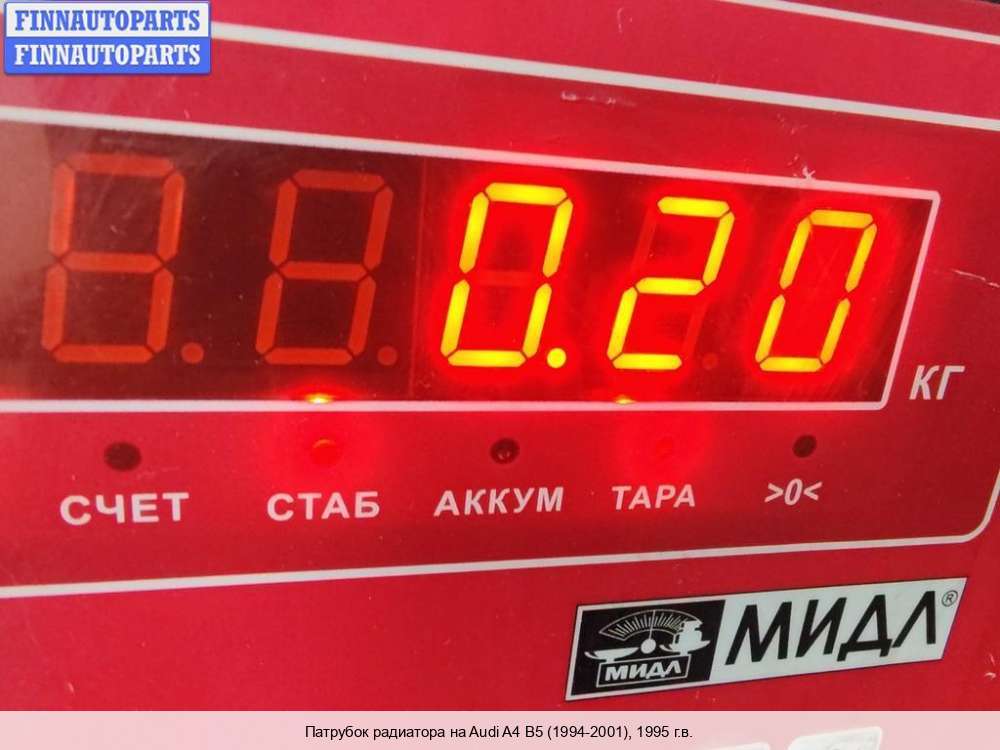 FINNAUTOPARTS
FINNAUTOPARTS
0.20
КГ
СЧЕТ СТАБ АККУМ ТАРА >0<
МИДЛ МИДЛ®
Патрубок радиатора на Audi A4 B5 (1994-2001), 1995 г.в.